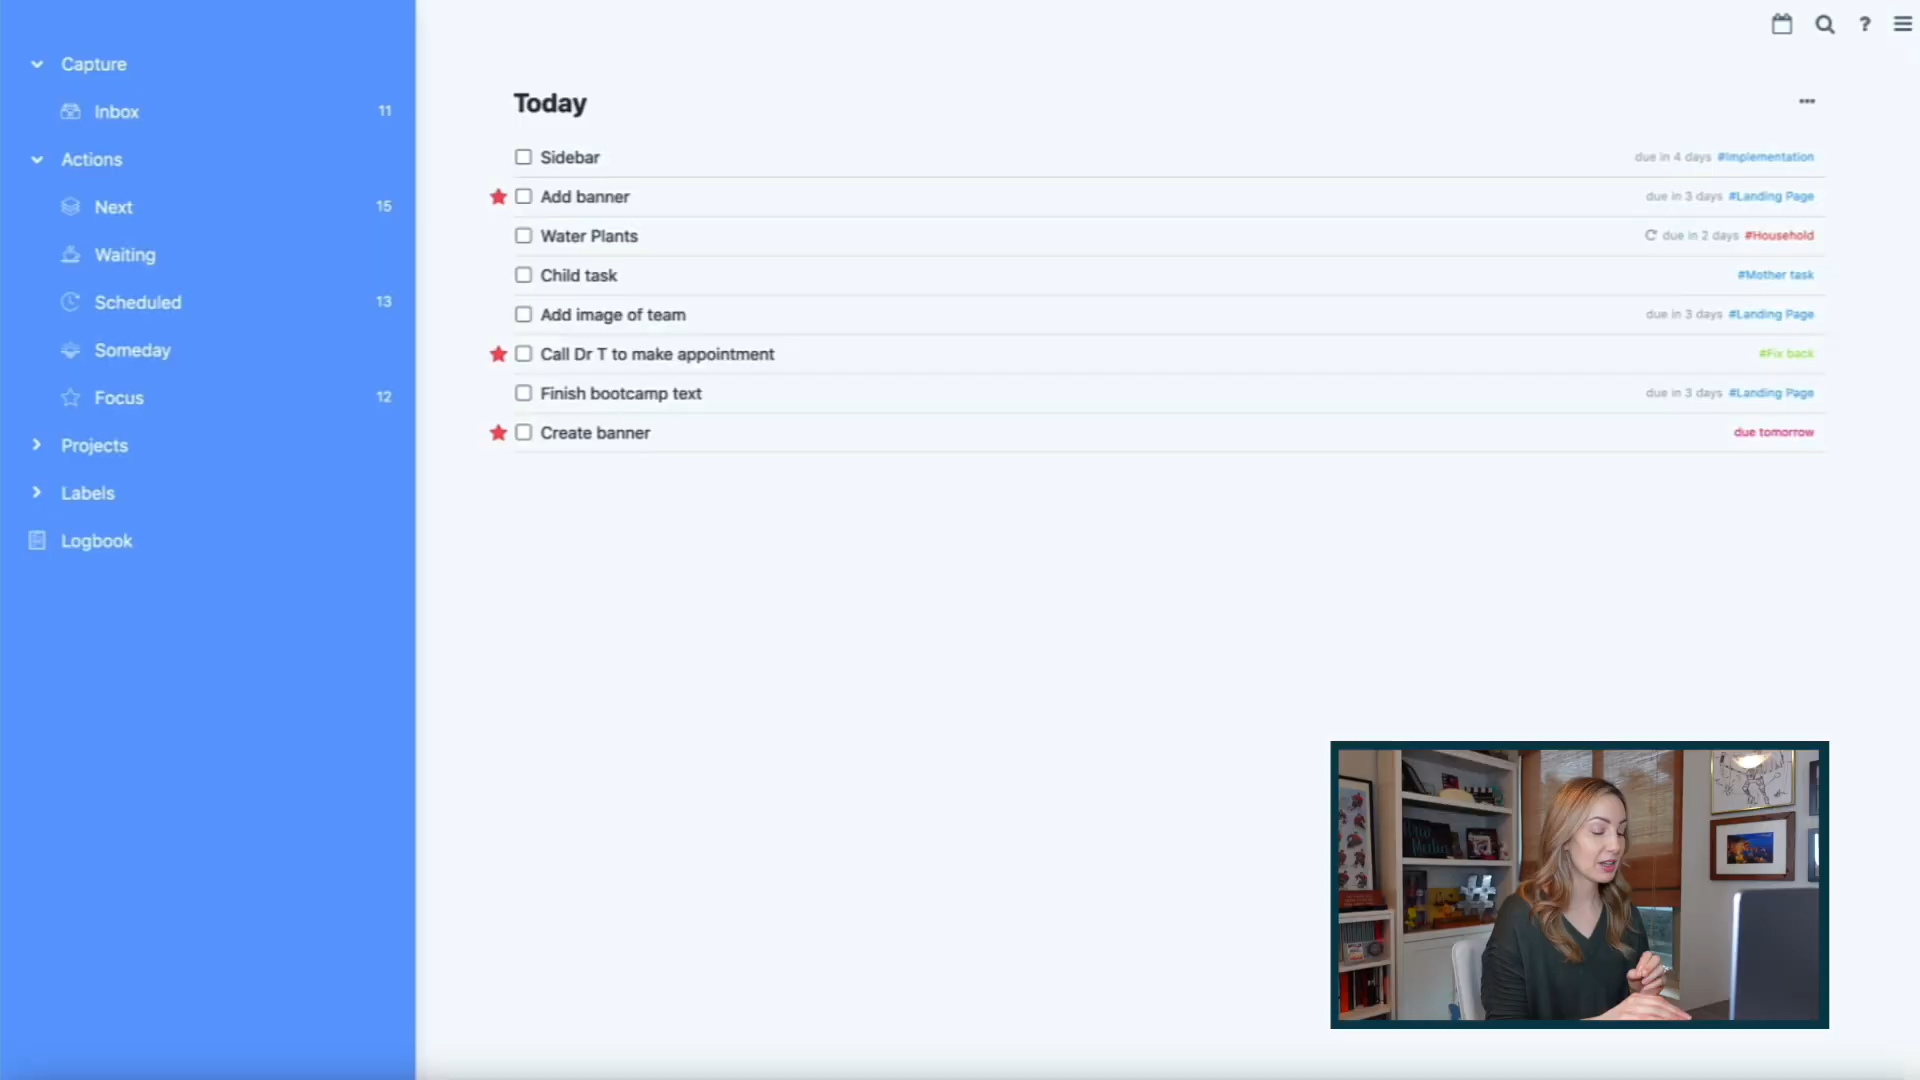 Capture
Inbox 11
Actions
Next 15
Waiting
Scheduled 13
Someday
Focus 12
Projects
Labels
Logbook
?
Today
Sidebar due in 4 days #Implementation
Add banner due in 3 days #Landing Page
Water Plants due in 2 days #Household
Child task #Mother task
Add image of team due in 3 days #Landing Page
Call Dr T to make appointment #Fix back
Finish bootcamp text due in 3 days #Landing Page
Create banner due tomorrow
#